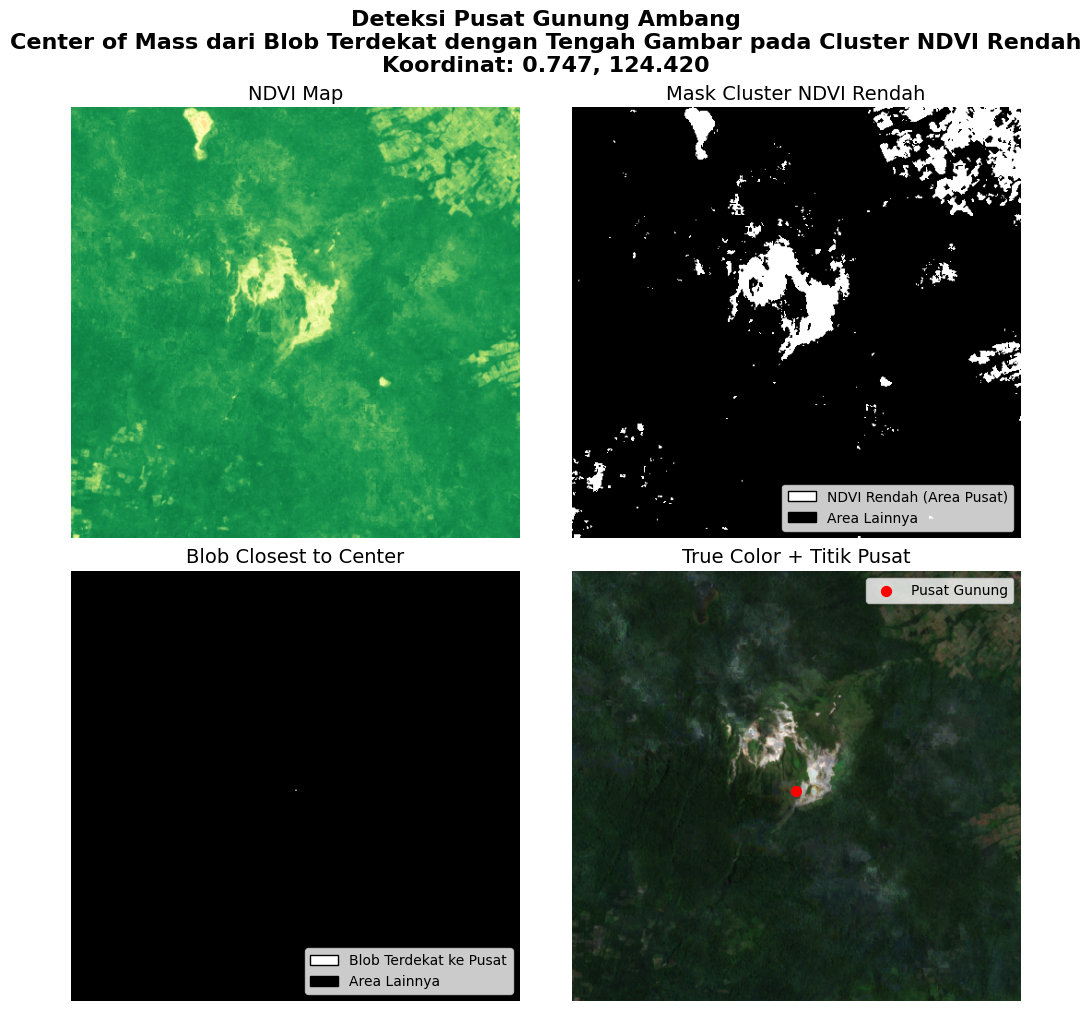 Deteksi Pusat Gunung Ambang
Center of Mass dari Blob Terdekat dengan Tengah Gambar pada Cluster NDVI Rendah
Koordinat: 0.747, 124.420
NDVI Map
Mask Cluster NDVI Rendah
NDVI Rendah (Area Pusat)
Area Lainnya
Blob Closest to Center
True Color + Titik Pusat
Blob Terdekat ke Pusat
Area Lainnya
Pusat Gunung